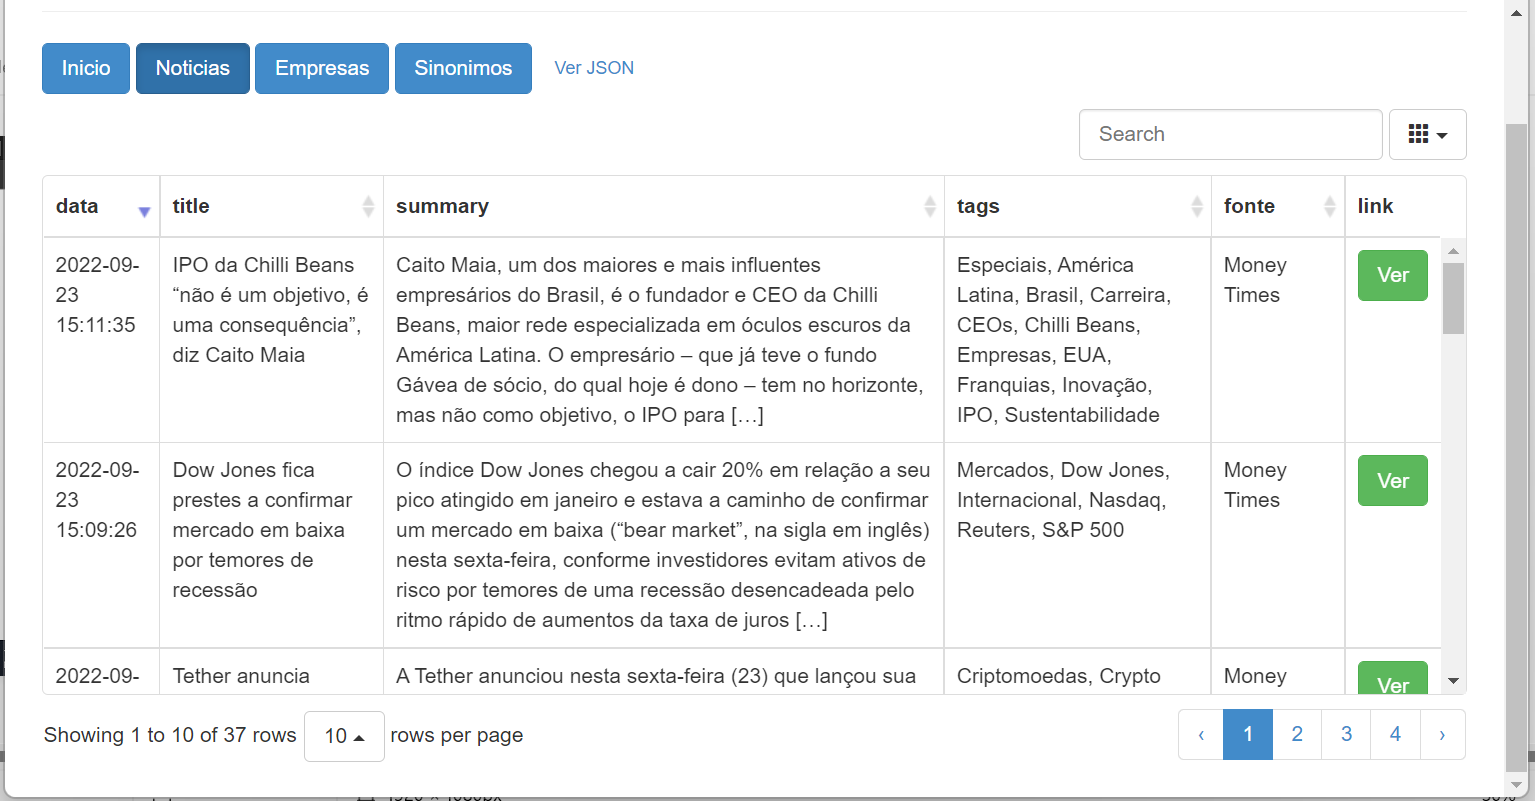 Inicio Noticias Empresas Sinonimos Ver JSON
Search
data title summary tags fonte link
2022-09-
23
15:11:35
IPO da Chilli Beans
“não é um objetivo, é
uma consequência”,
diz Caito Maia
Caito Maia, um dos maiores e mais influentes
empresários do Brasil, é o fundador e CEO da Chilli
Beans, maior rede especializada em óculos escuros da
América Latina. O empresário – que já teve o fundo
Gávea de sócio, do qual hoje é dono – tem no horizonte,
mas não como objetivo, o IPO para […]
Especiais, América
Latina, Brasil, Carreira,
CEOs, Chilli Beans,
Empresas, EUA,
Franquias, Inovação,
IPO, Sustentabilidade
Money
Times
Ver
2022-09-
23
15:09:26
Dow Jones fica
prestes a confirmar
mercado em baixa
por temores de
recessão
O índice Dow Jones chegou a cair 20% em relação a seu
pico atingido em janeiro e estava a caminho de confirmar
um mercado em baixa (“bear market”, na sigla em inglês)
nesta sexta-feira, conforme investidores evitam ativos de
risco por temores de uma recessão desencadeada pelo
ritmo rápido de aumentos da taxa de juros […]
Mercados, Dow Jones,
Internacional, Nasdaq,
Reuters, S&P 500
Money
Times
Ver
2022-09-
Tether anuncia
A Tether anunciou nesta sexta-feira (23) que lançou sua
Criptomoedas, Crypto
Money
Ver
Showing 1 to 10 of 37 rows 10 rows per page
‹ 1 2 3 4 ›